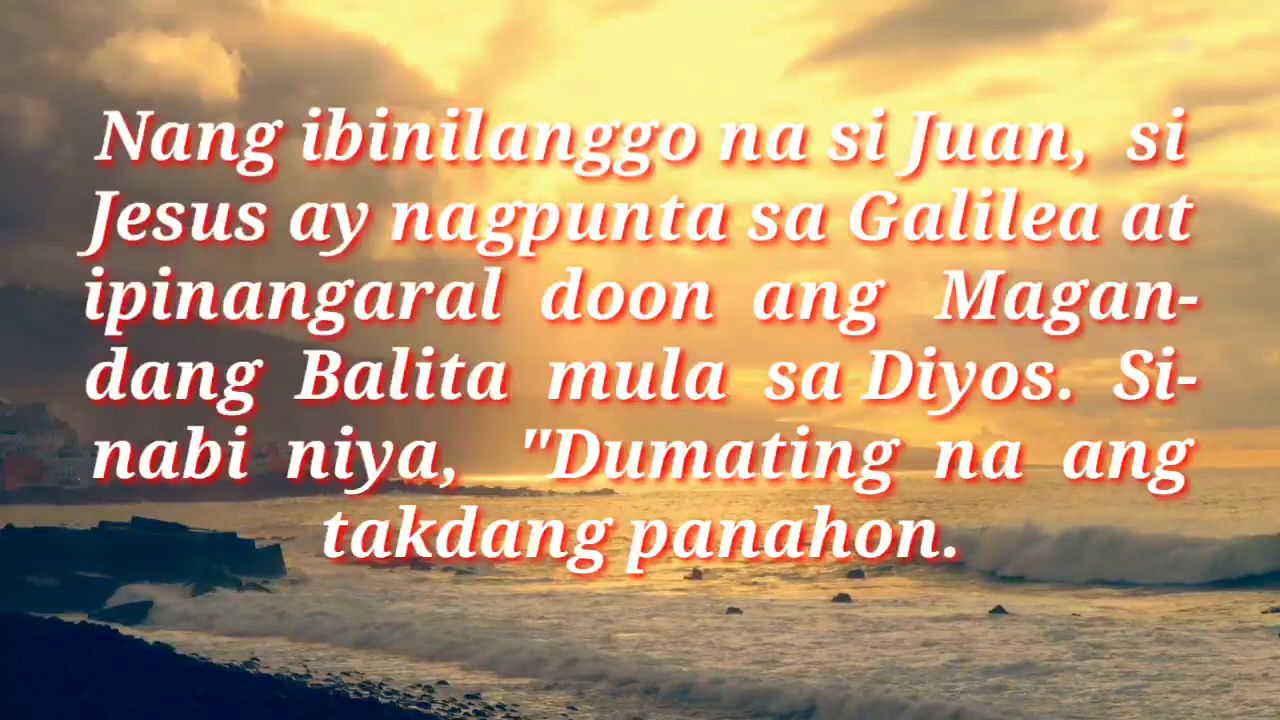 Nang ibinilanggo na si Juan, si
Jesus ay nagpunta sa Galilea at
ipinangaral doon ang Magan-
dang Balita mula sa Diyos. Si-
nabi niya, "Dumating na ang
takdang panahon.